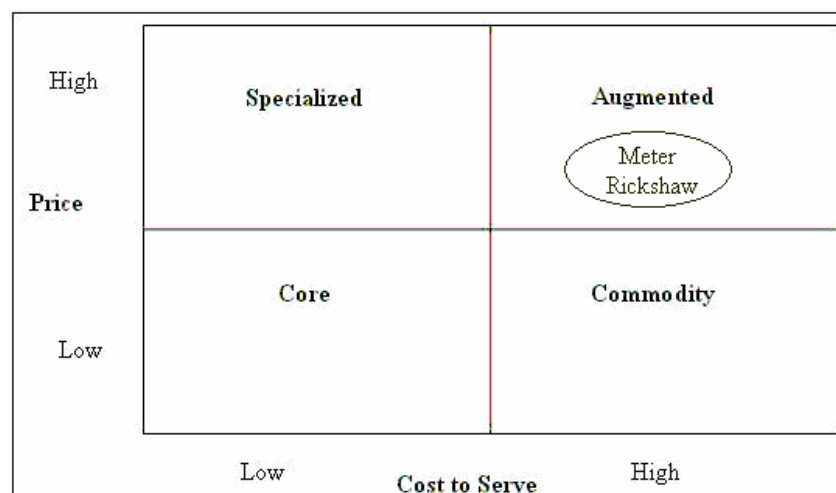 High
Specialized
Augmented
Meter
Rickshaw
Price
Core
Commodity
Low
Low
High
Cost to Serve